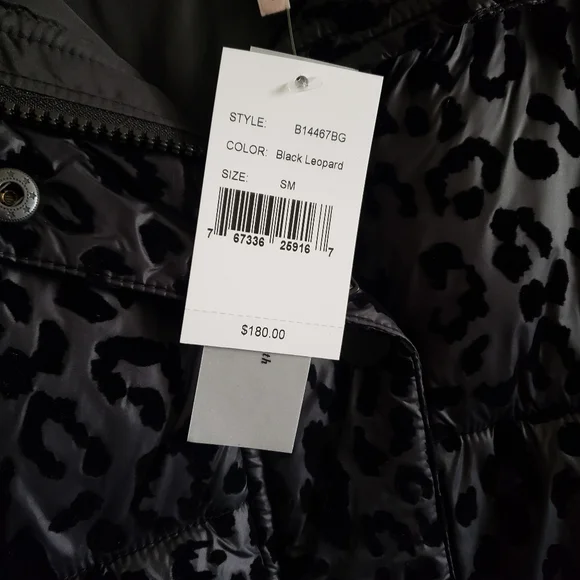 STYLE: B14467BG
COLOR: Black Leopard
SIZE: SM
7 67336 25916 7
$180.00